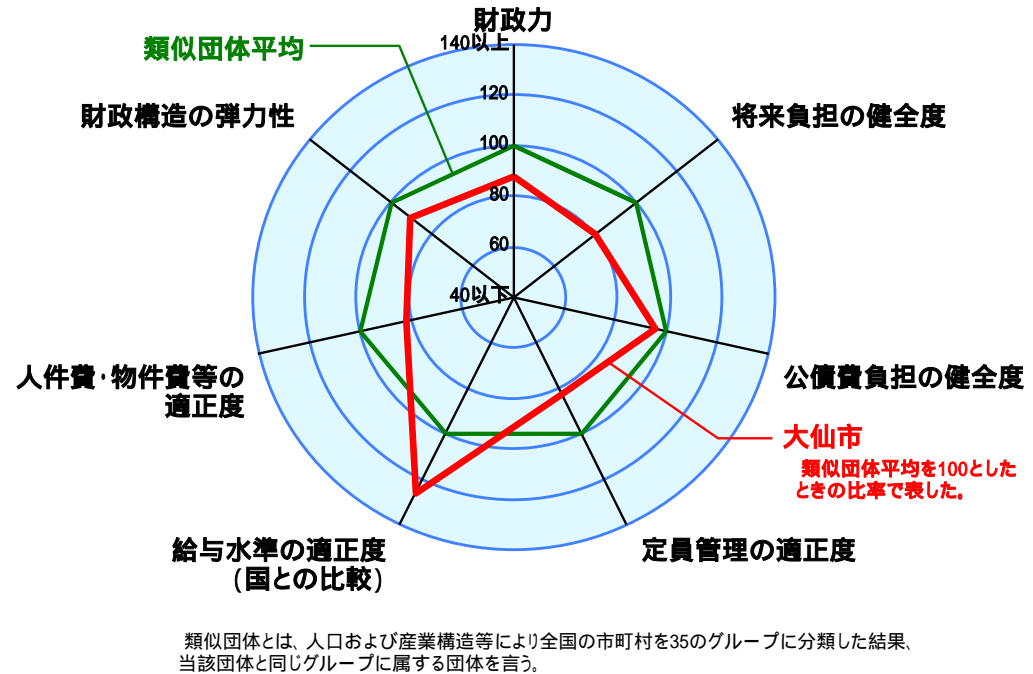 財政力
140以上
類似団体平均
120
財政構造の弾力性
将来負担の健全度
100
80
60
40以下
人件費・物件費等の
適正度
公債費負担の健全度
大仙市
類似団体平均を100とした
ときの比率で表した。
給与水準の適正度
(国との比較)
定員管理の適正度
類似団体とは、人口および産業構造等により全国の市町村を35のグループに分類した結果、
当該団体と同じグループに属する団体を言う。